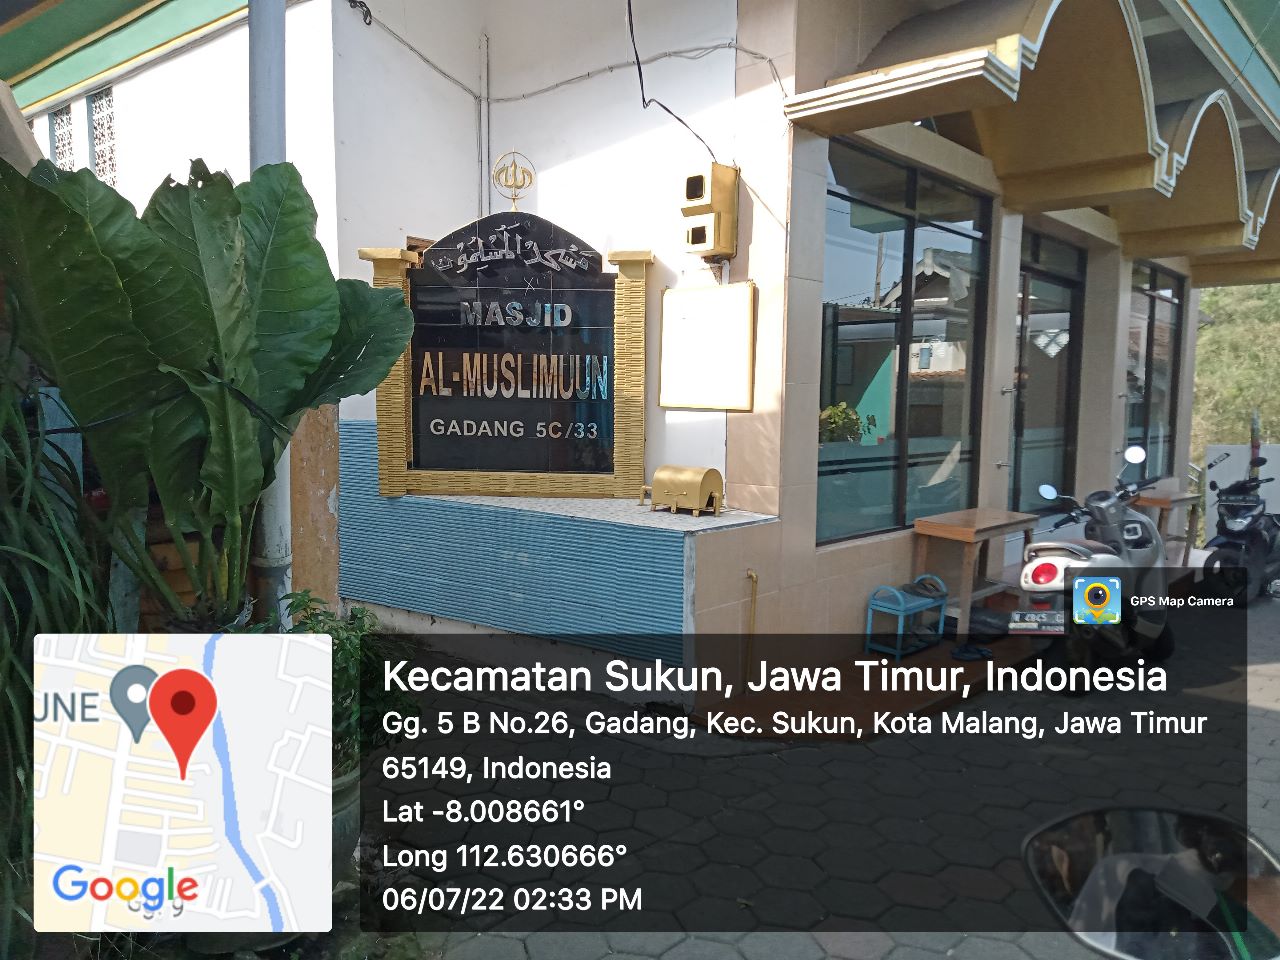 مسجد المسلمون
MASJID
AL-MUSLIMUUN
GADANG 5C/33
GPS Map Camera
UNE
Google
Kecamatan Sukun, Jawa Timur, Indonesia
Gg. 5 B No.26, Gadang, Kec. Sukun, Kota Malang, Jawa Timur
65149, Indonesia
Lat -8.008661°
Long 112.630666°
06/07/22 02:33 PM